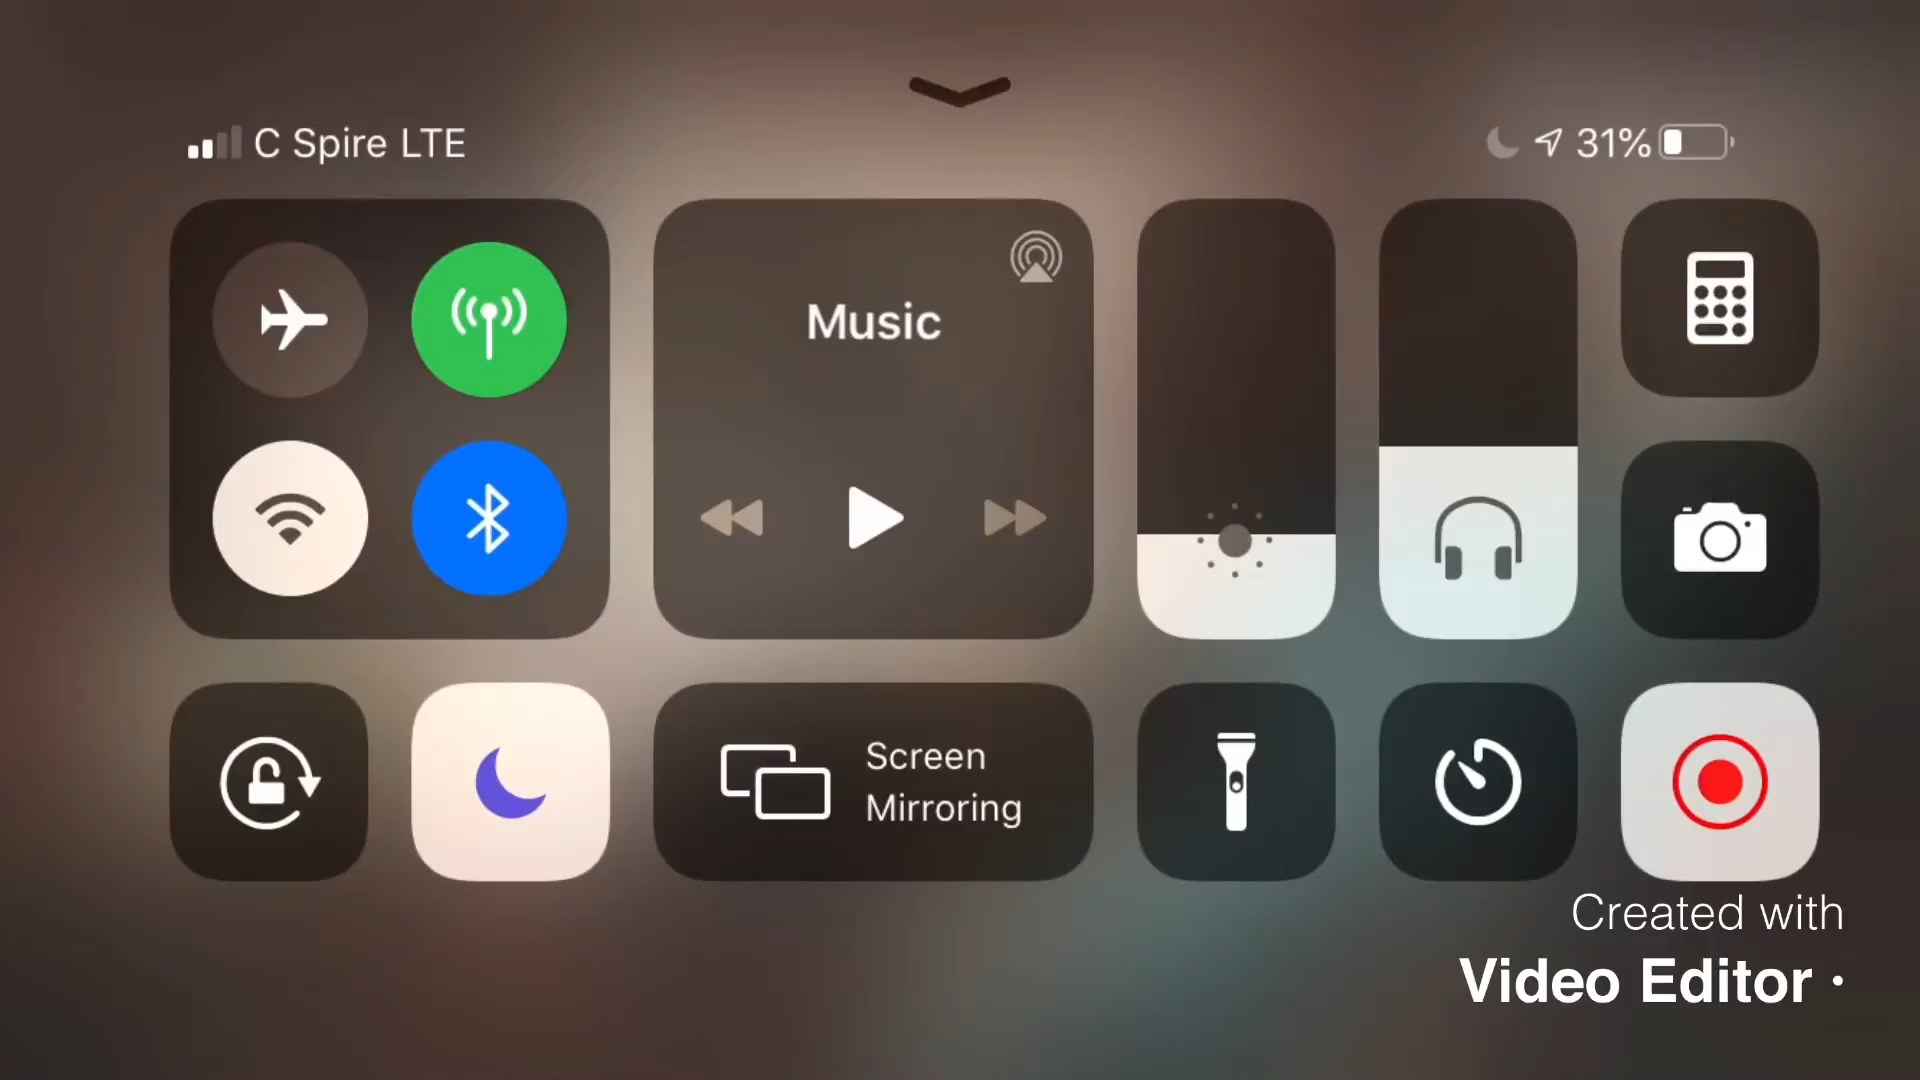 C Spire LTE
31%
Music
Screen
Mirroring
Created with
Video Editor ·